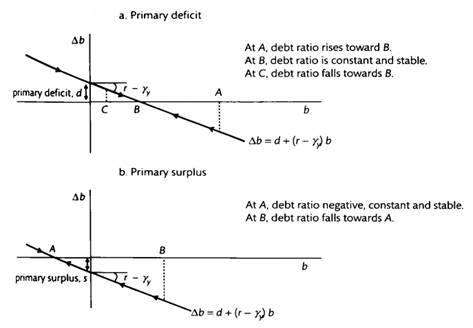 a. Primary deficit
Δb
At A, debt ratio rises toward B.
At B, debt ratio is constant and stable.
At C, debt ratio falls towards B.
r − γy
A
primary deficit, d
C
B
b
Δb = d + (r − γy) b
b. Primary surplus
Δb
At A, debt ratio negative, constant and stable.
At B, debt ratio falls towards A.
A
B
b
primary surplus, s
r − γy
Δb = d + (r − γy) b